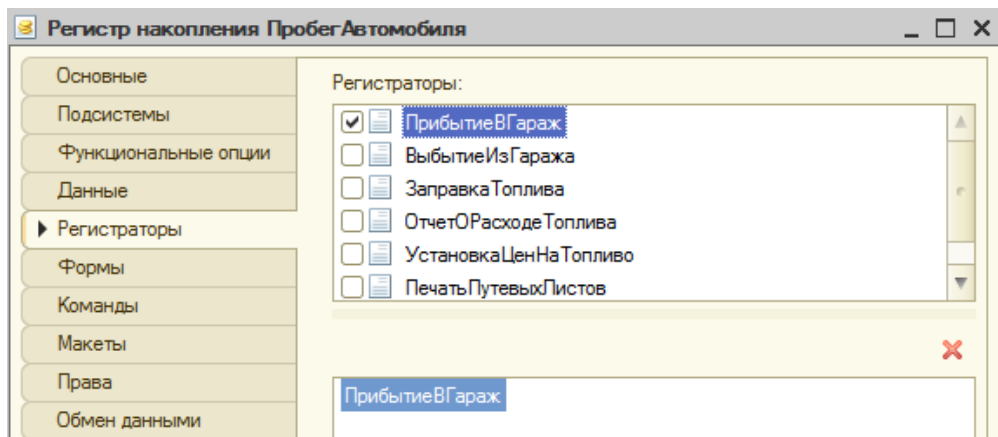 Регистр накопления ПробегАвтомобиля
Основные
Подсистемы
Функциональные опции
Данные
Регистраторы
Формы
Команды
Макеты
Права
Обмен данными
Регистраторы:
ПрибытиеВГараж
ВыбытиеИзГаража
ЗаправкаТоплива
ОтчетОРасходеТоплива
УстановкаЦенНаТопливо
ПечатьПутевыхЛистов
ПрибытиеВГараж